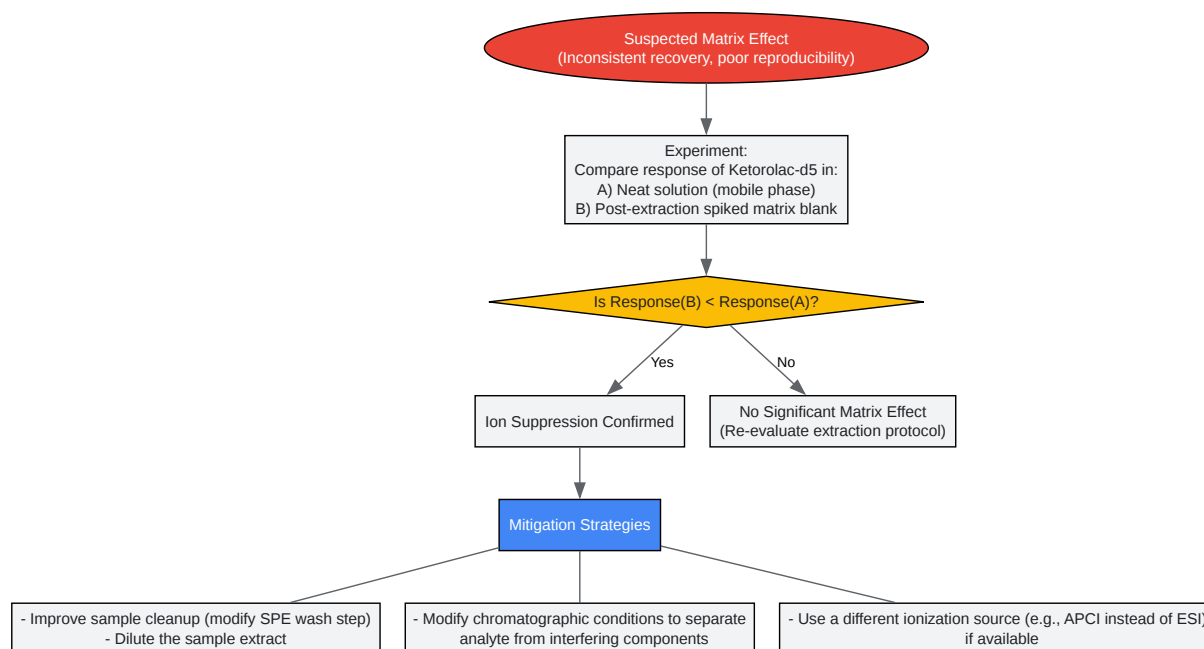 Suspected Matrix Effect
(Inconsistent recovery, poor reproducibility)
Experiment:
Compare response of Ketorolac-d5 in:
A) Neat solution (mobile phase)
B) Post-extraction spiked matrix blank
Is Response(B) < Response(A)?
Yes
No
Ion Suppression Confirmed
No Significant Matrix Effect
(Re-evaluate extraction protocol)
Mitigation Strategies
- Improve sample cleanup (modify SPE wash step)
- Dilute the sample extract
- Modify chromatographic conditions to separate
analyte from interfering components
- Use a different ionization source (e.g., APCI instead of ESI)
if available